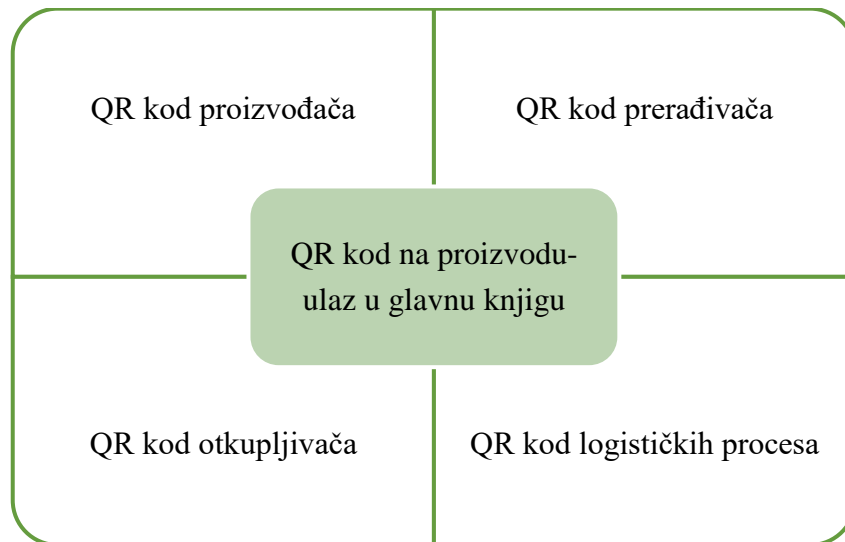 QR kod proizvođača
QR kod prerađivača
QR kod na proizvodu-
ulaz u glavnu knjigu
QR kod otkupljivača
QR kod logističkih procesa